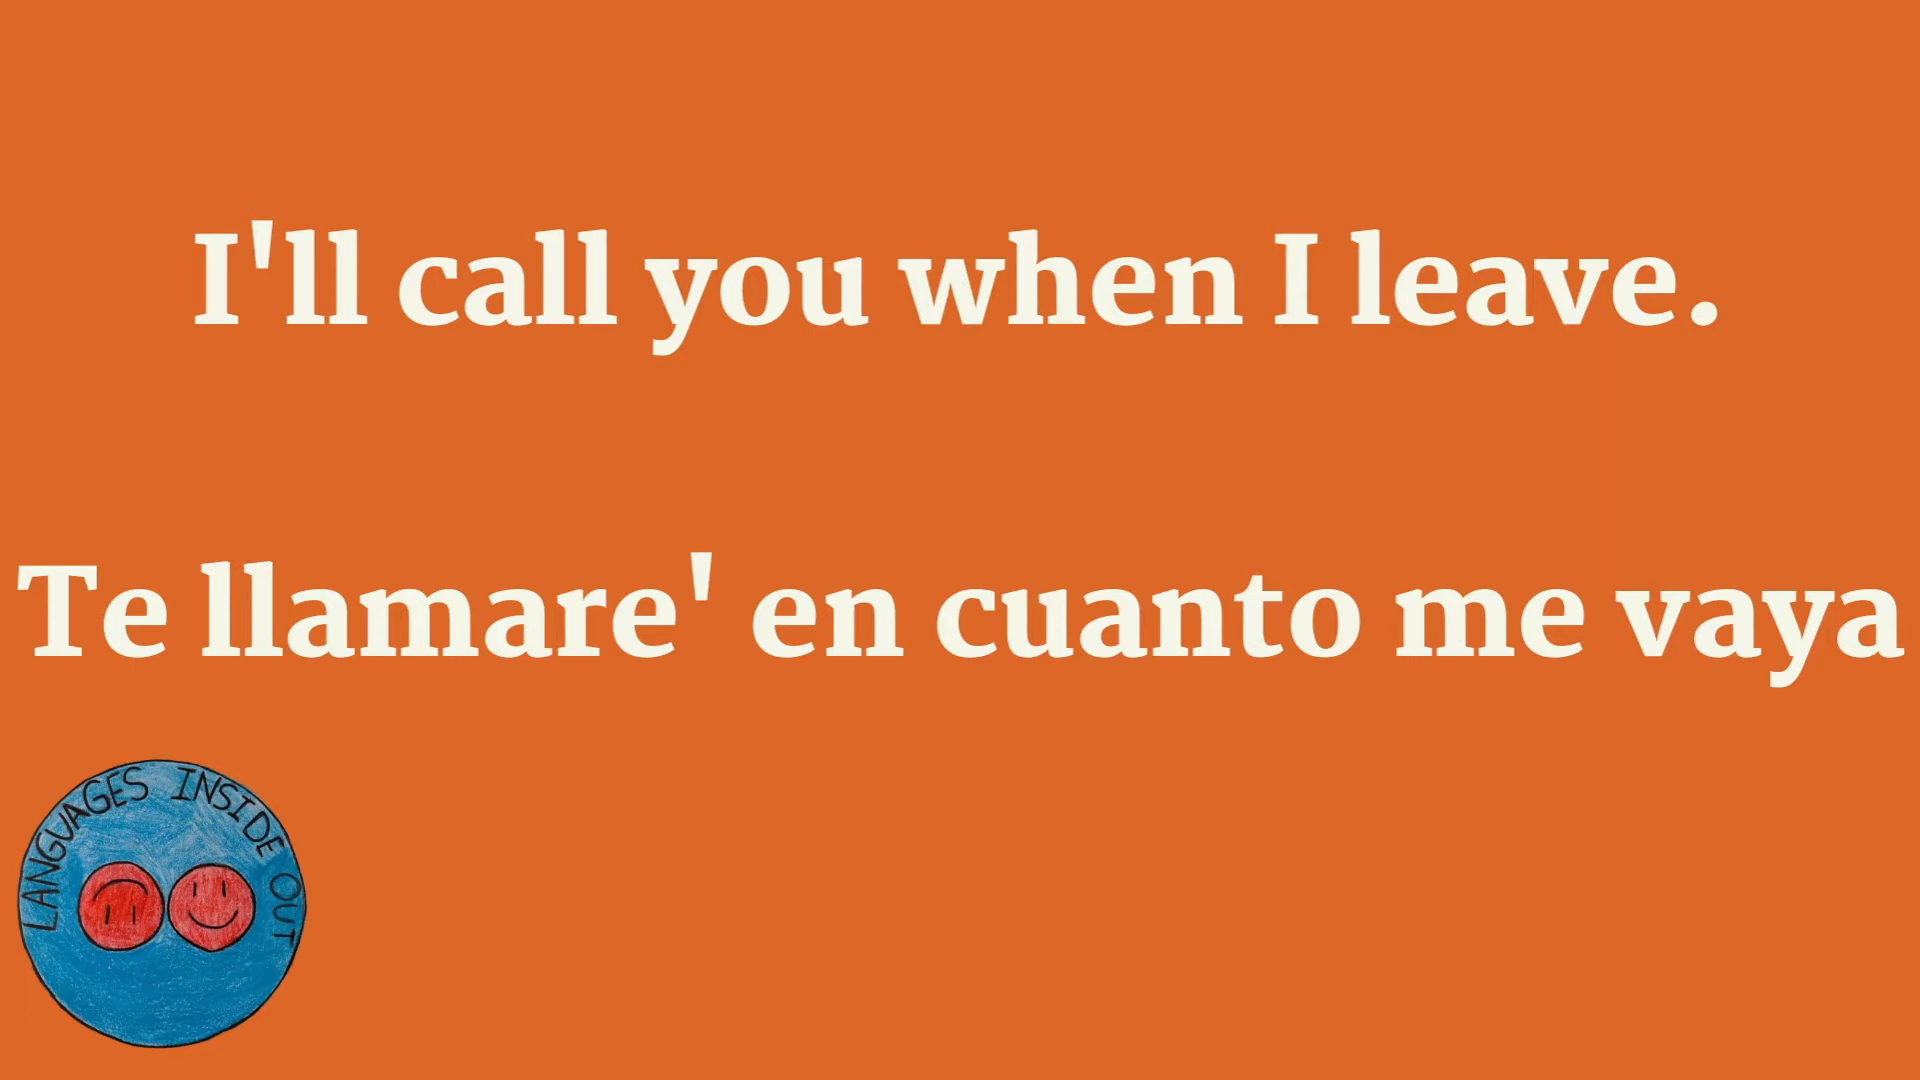 I'll call you when I leave.
Te llamare' en cuanto me vaya
LANGUAGES INSIDE OUT